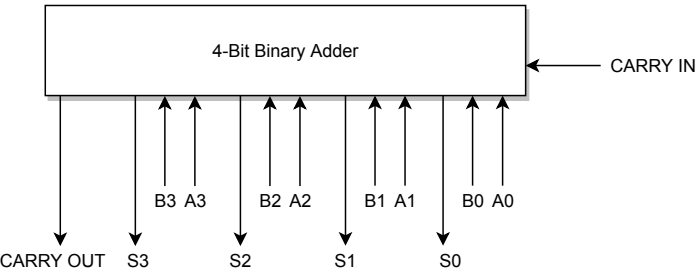 4-Bit Binary Adder
CARRY IN
B3 A3 B2 A2 B1 A1 B0 A0
CARRY OUT S3 S2 S1 S0